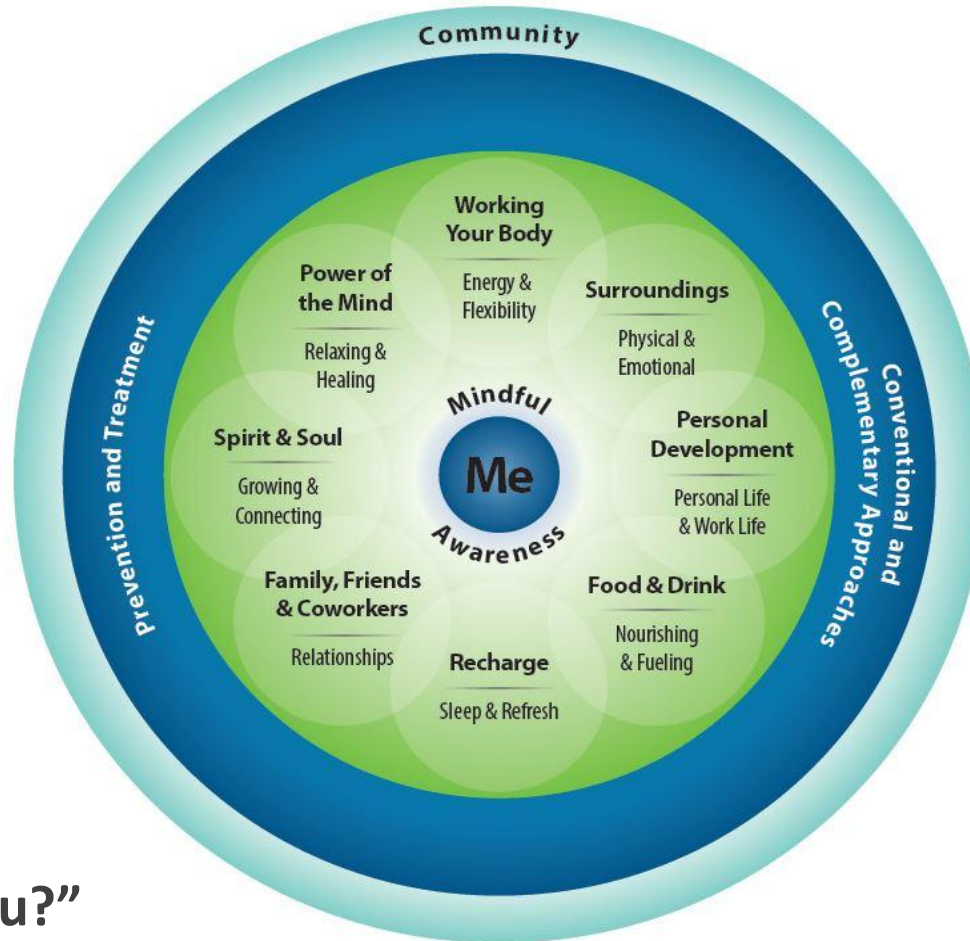 Community
Working
Your Body
Energy &
Flexibility
Power of
the Mind
Relaxing &
Healing
Surroundings
Physical &
Emotional
Prevention and Treatment
Conventional and
Complementary Approaches
Spirit & Soul
Growing &
Connecting
Mindful
Me
Awareness
Personal
Development
Personal Life
& Work Life
Family, Friends
& Coworkers
Relationships
Food & Drink
Nourishing
& Fueling
Recharge
Sleep & Refresh
u?”